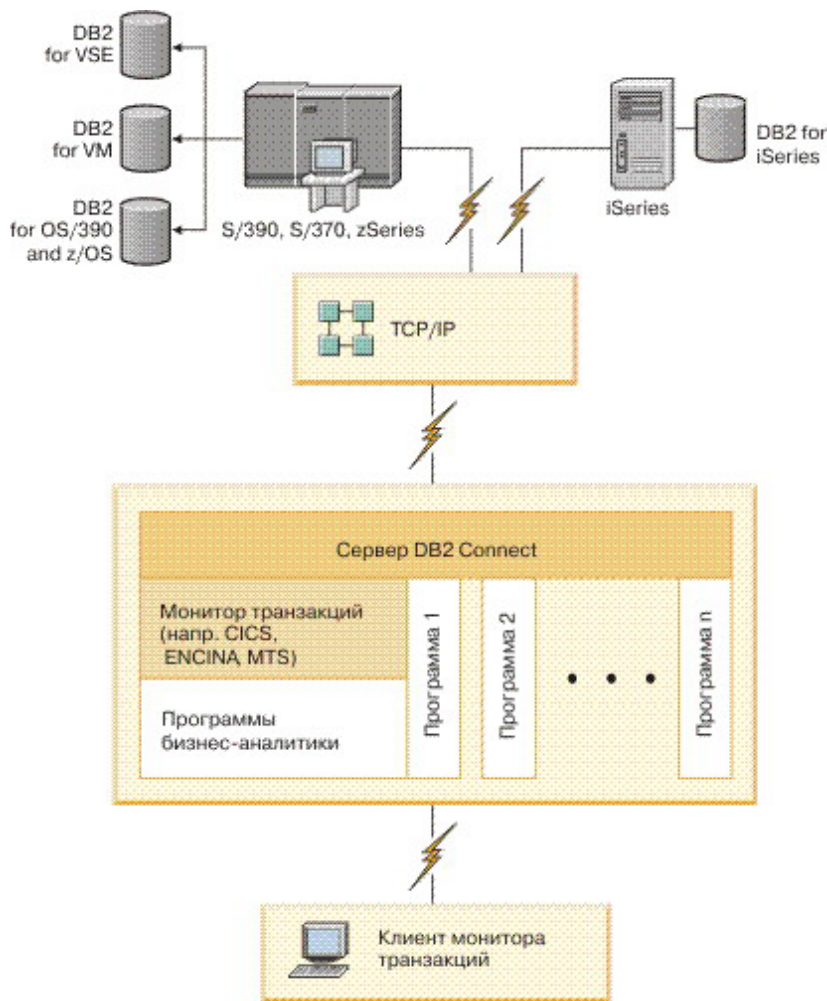 DB2
for VSE
DB2
for VM
DB2
for OS/390
and z/OS
S/390, S/370, zSeries
iSeries
DB2 for
iSeries
TCP/IP
Сервер DB2 Connect
Монитор транзакций
(напр. CICS,
ENCINA, MTS)
Программы
бизнес-аналитики
Программа 1
Программа 2
Программа n
Клиент монитора
транзакций